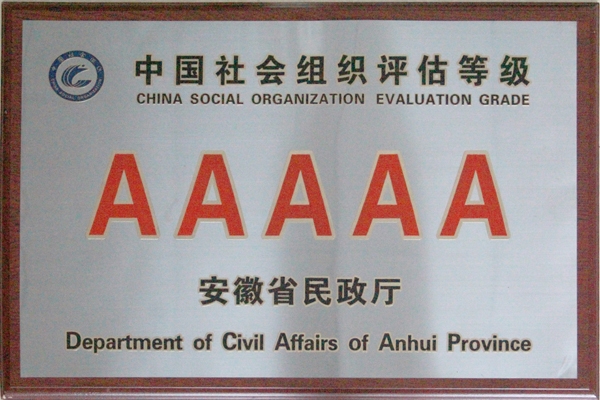 中国社会组织评估等级
CHINA SOCIAL ORGANIZATION EVALUATION GRADE
AAAAA
安徽省民政厅
Department of Civil Affairs of Anhui Province